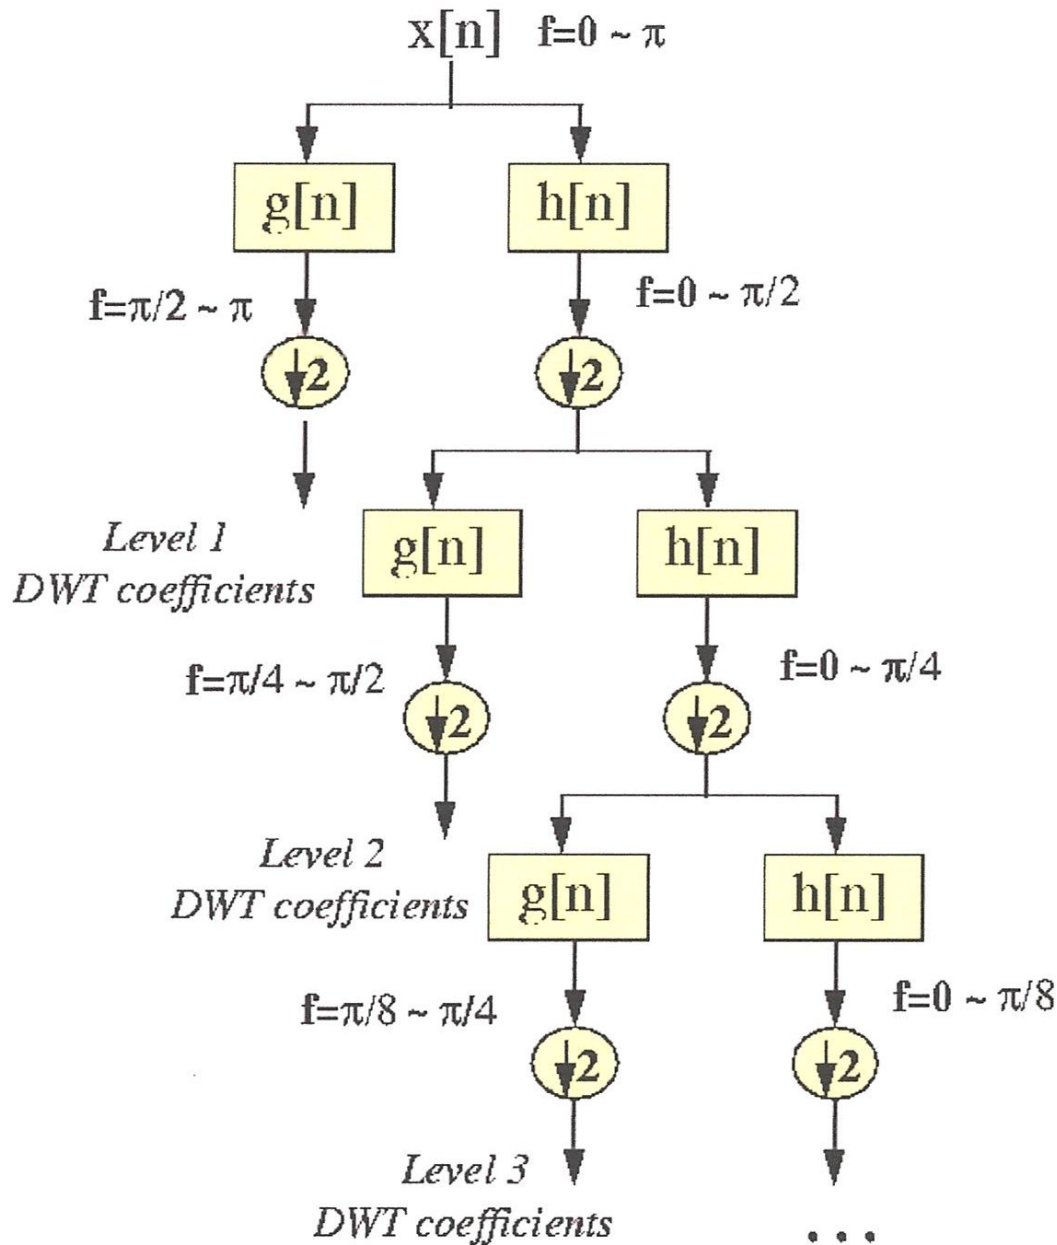 x[n] f=0 ~ π
g[n] h[n]
f=π/2 ~ π f=0 ~ π/2
↓2 ↓2
Level 1
DWT coefficients
g[n] h[n]
f=π/4 ~ π/2 f=0 ~ π/4
↓2 ↓2
Level 2
DWT coefficients
g[n] h[n]
f=π/8 ~ π/4 f=0 ~ π/8
↓2 ↓2
Level 3
DWT coefficients
...